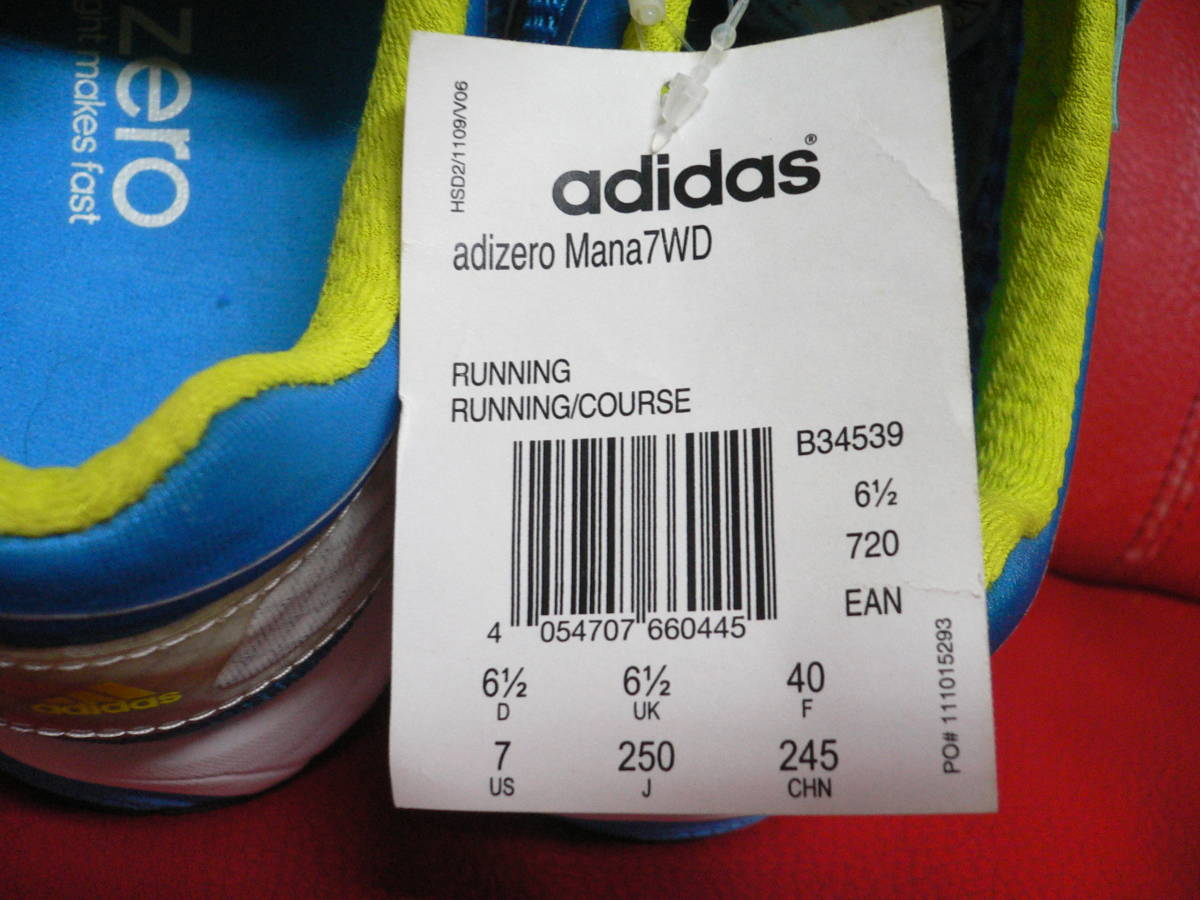 zero
ght makes fast
HSD2/1109/V06
adidas®
adizero Mana7WD
RUNNING
RUNNING/COURSE
B34539
6½
720
EAN
4 054707 660445
6½ 6½ 40
D UK F
7 250 245
US J CHN
PO# 111015293
adidas